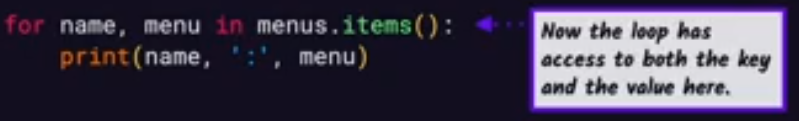 for name, menu in menus.items():
    print(name, ':', menu)
Now the loop has
access to both the key
and the value here.